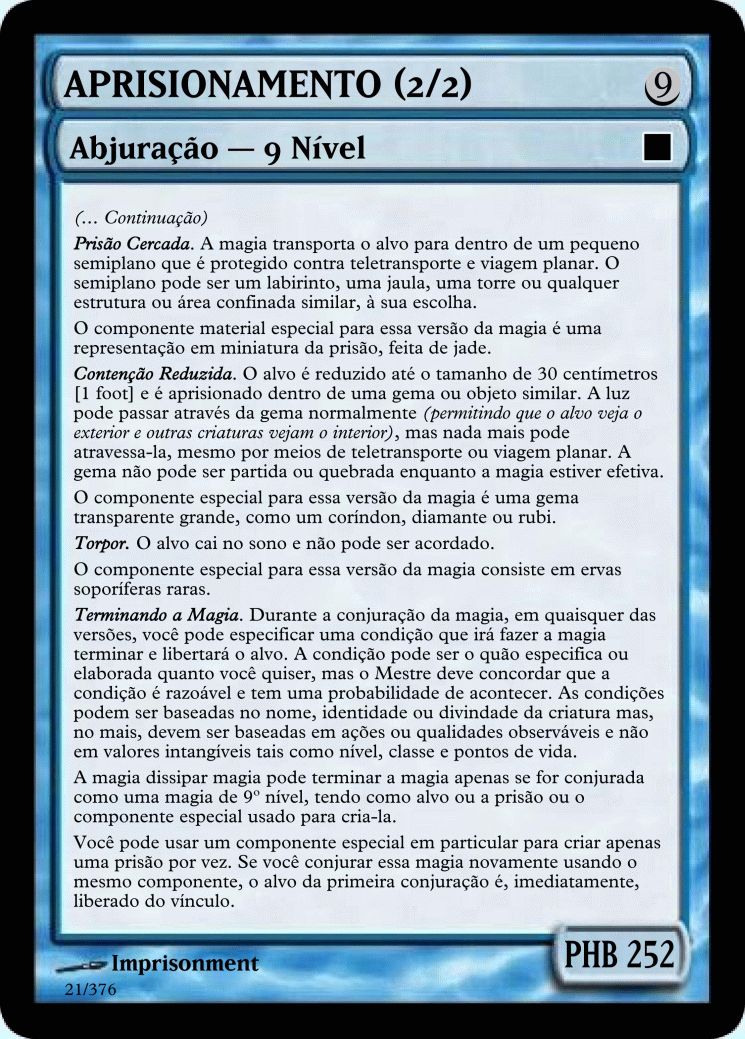 APRISIONAMENTO (2/2)
9
Abjuração — 9 Nível
(... Continuação)
Prisão Cercada. A magia transporta o alvo para dentro de um pequeno
semiplano que é protegido contra teletransporte e viagem planar. O
semiplano pode ser um labirinto, uma jaula, uma torre ou qualquer
estrutura ou área confinada similar, à sua escolha.
O componente material especial para essa versão da magia é uma
representação em miniatura da prisão, feita de jade.
Contenção Reduzida. O alvo é reduzido até o tamanho de 30 centímetros
[1 foot] e é aprisionado dentro de uma gema ou objeto similar. A luz
pode passar através da gema normalmente (permitindo que o alvo veja o
exterior e outras criaturas vejam o interior), mas nada mais pode
atravessa-la, mesmo por meios de teletransporte ou viagem planar. A
gema não pode ser partida ou quebrada enquanto a magia estiver efetiva.
O componente especial para essa versão da magia é uma gema
transparente grande, como um coríndon, diamante ou rubi.
Torpor. O alvo cai no sono e não pode ser acordado.
O componente especial para essa versão da magia consiste em ervas
soporíferas raras.
Terminando a Magia. Durante a conjuração da magia, em quaisquer das
versões, você pode especificar uma condição que irá fazer a magia
terminar e libertará o alvo. A condição pode ser o quão especifica ou
elaborada quanto você quiser, mas o Mestre deve concordar que a
condição é razoável e tem uma probabilidade de acontecer. As condições
podem ser baseadas no nome, identidade ou divindade da criatura mas,
no mais, devem ser baseadas em ações ou qualidades observáveis e não
em valores intangíveis tais como nível, classe e pontos de vida.
A magia dissipar magia pode terminar a magia apenas se for conjurada
como uma magia de 9º nível, tendo como alvo ou a prisão ou o
componente especial usado para cria-la.
Você pode usar um componente especial em particular para criar apenas
uma prisão por vez. Se você conjurar essa magia novamente usando o
mesmo componente, o alvo da primeira conjuração é, imediatamente,
liberado do vínculo.
PHB 252
Imprisonment
21/376